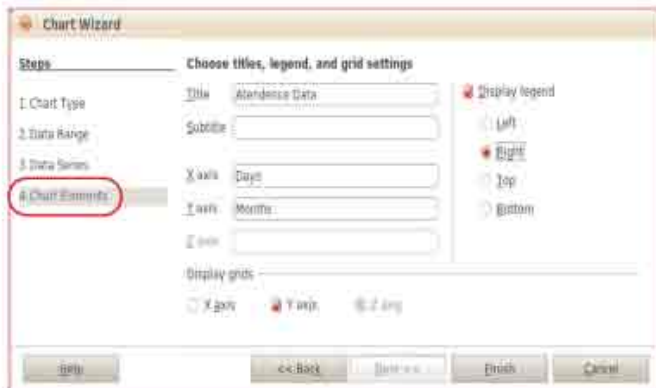 Chart Wizard
Steps
1.Chart Type
2.Data Range
3.Data Series
4.Chart Elements
Choose titles, legend, and grid settings
Title Atendence Data
Subtitle
X axis Days
Y axis Months
Z axis
Display legend
Left
Right
Top
Bottom
Display grids
X axis Y axis Z axis
Help << Back Next >> Finish Cancel